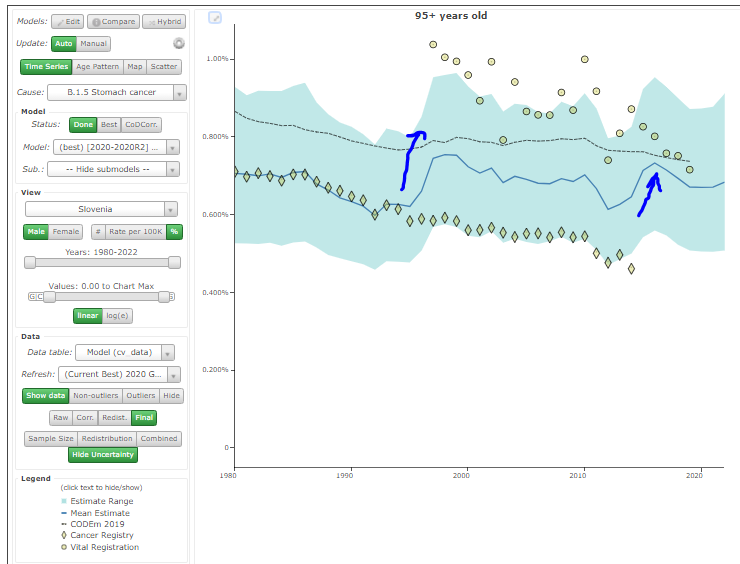 Models: Edit Compare Hybrid
95+ years old
Update: Auto Manual
Time Series Age Pattern Map Scatter
Cause: B.1.5 Stomach cancer
Model
Status: Done Best CoDCorr.
Model: (best) [2020-2020R2] ...
Sub.: -- Hide submodels --
View
Slovenia
Male Female # Rate per 100K %
Years: 1980-2022
Values: 0.00 to Chart Max
linear log(e)
Data
Data table: Model (cv_data)
Refresh: (Current Best) 2020 G...
Show data Non-outliers Outliers Hide
Raw Corr. Redist. Final
Sample Size Redistribution Combined
Hide Uncertainty
Legend
(click text to hide/show)
Estimate Range
Mean Estimate
CODEm 2019
Cancer Registry
Vital Registration
1.00%
0.800%
0.600%
0.400%
0.200%
0
1980 1990 2000 2010 2020